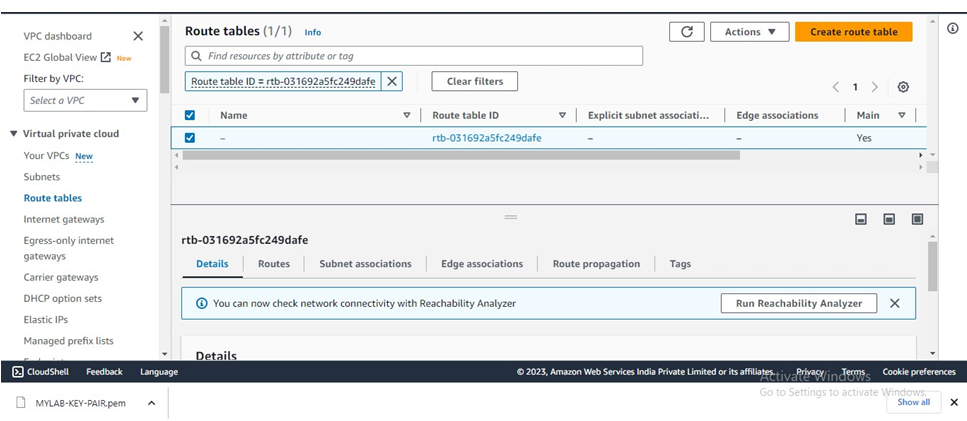 VPC dashboard
EC2 Global View New
Filter by VPC:
Select a VPC
Virtual private cloud
Your VPCs New
Subnets
Route tables
Internet gateways
Egress-only internet
gateways
Carrier gateways
DHCP option sets
Elastic IPs
Managed prefix lists
Route tables (1/1) Info
Actions
Create route table
Find resources by attribute or tag
Route table ID = rtb-031692a5fc249dafe
Clear filters
1
Name Route table ID Explicit subnet associati... Edge associations Main
– rtb-031692a5fc249dafe – – Yes
rtb-031692a5fc249dafe
Details Routes Subnet associations Edge associations Route propagation Tags
You can now check network connectivity with Reachability Analyzer
Run Reachability Analyzer
Details
CloudShell Feedback Language © 2023, Amazon Web Services India Private Limited or its affiliates. Privacy Terms Cookie preferences
Activate Windows
Go to Settings to activate Windows.
MYLAB-KEY-PAIR.pem
Show all